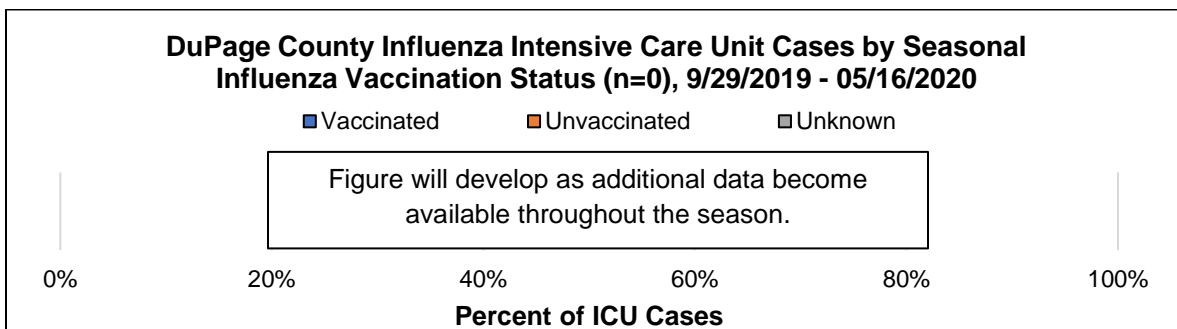 DuPage County Influenza Intensive Care Unit Cases by Seasonal
Influenza Vaccination Status (n=0), 9/29/2019 - 05/16/2020
Vaccinated Unvaccinated Unknown
Figure will develop as additional data become
available throughout the season.
0% 20% 40% 60% 80% 100%
Percent of ICU Cases